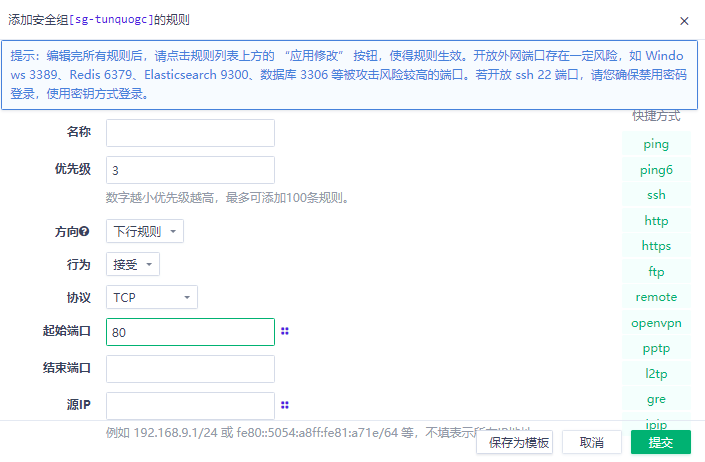 添加安全组[sg-tunquogc]的规则
提示：编辑完所有规则后，请点击规则列表上方的 “应用修改” 按钮，使得规则生效。开放外网端口存在一定风险，如 Windo
ws 3389、Redis 6379、Elasticsearch 9300、数据库 3306 等被攻击风险较高的端口。若开放 ssh 22 端口，请您确保禁用密码
登录，使用密钥方式登录。
快捷方式
名称
ping
优先级
3
ping6
数字越小优先级越高，最多可添加100条规则。
ssh
方向
下行规则
http
https
行为
接受
ftp
协议
TCP
remote
起始端口
80
openvpn
pptp
结束端口
l2tp
gre
源IP
ipip
例如 192.168.9.1/24 或 fe80::5054:a8ff:fe81:a71e/64 等，不填表示所有IP地址
保存为模板
取消
提交